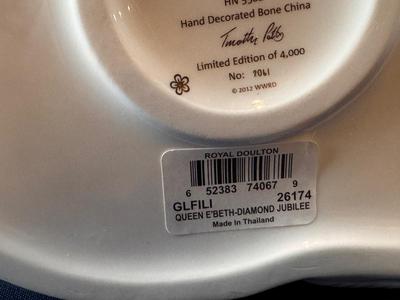 Hand Decorated Bone China
Limited Edition of 4,000
No:
© 2012 WWRD
ROYAL DOULTON
6 52383 74067 9
GLFILI 26174
QUEEN E'BETH-DIAMOND JUBILEE
Made in Thailand